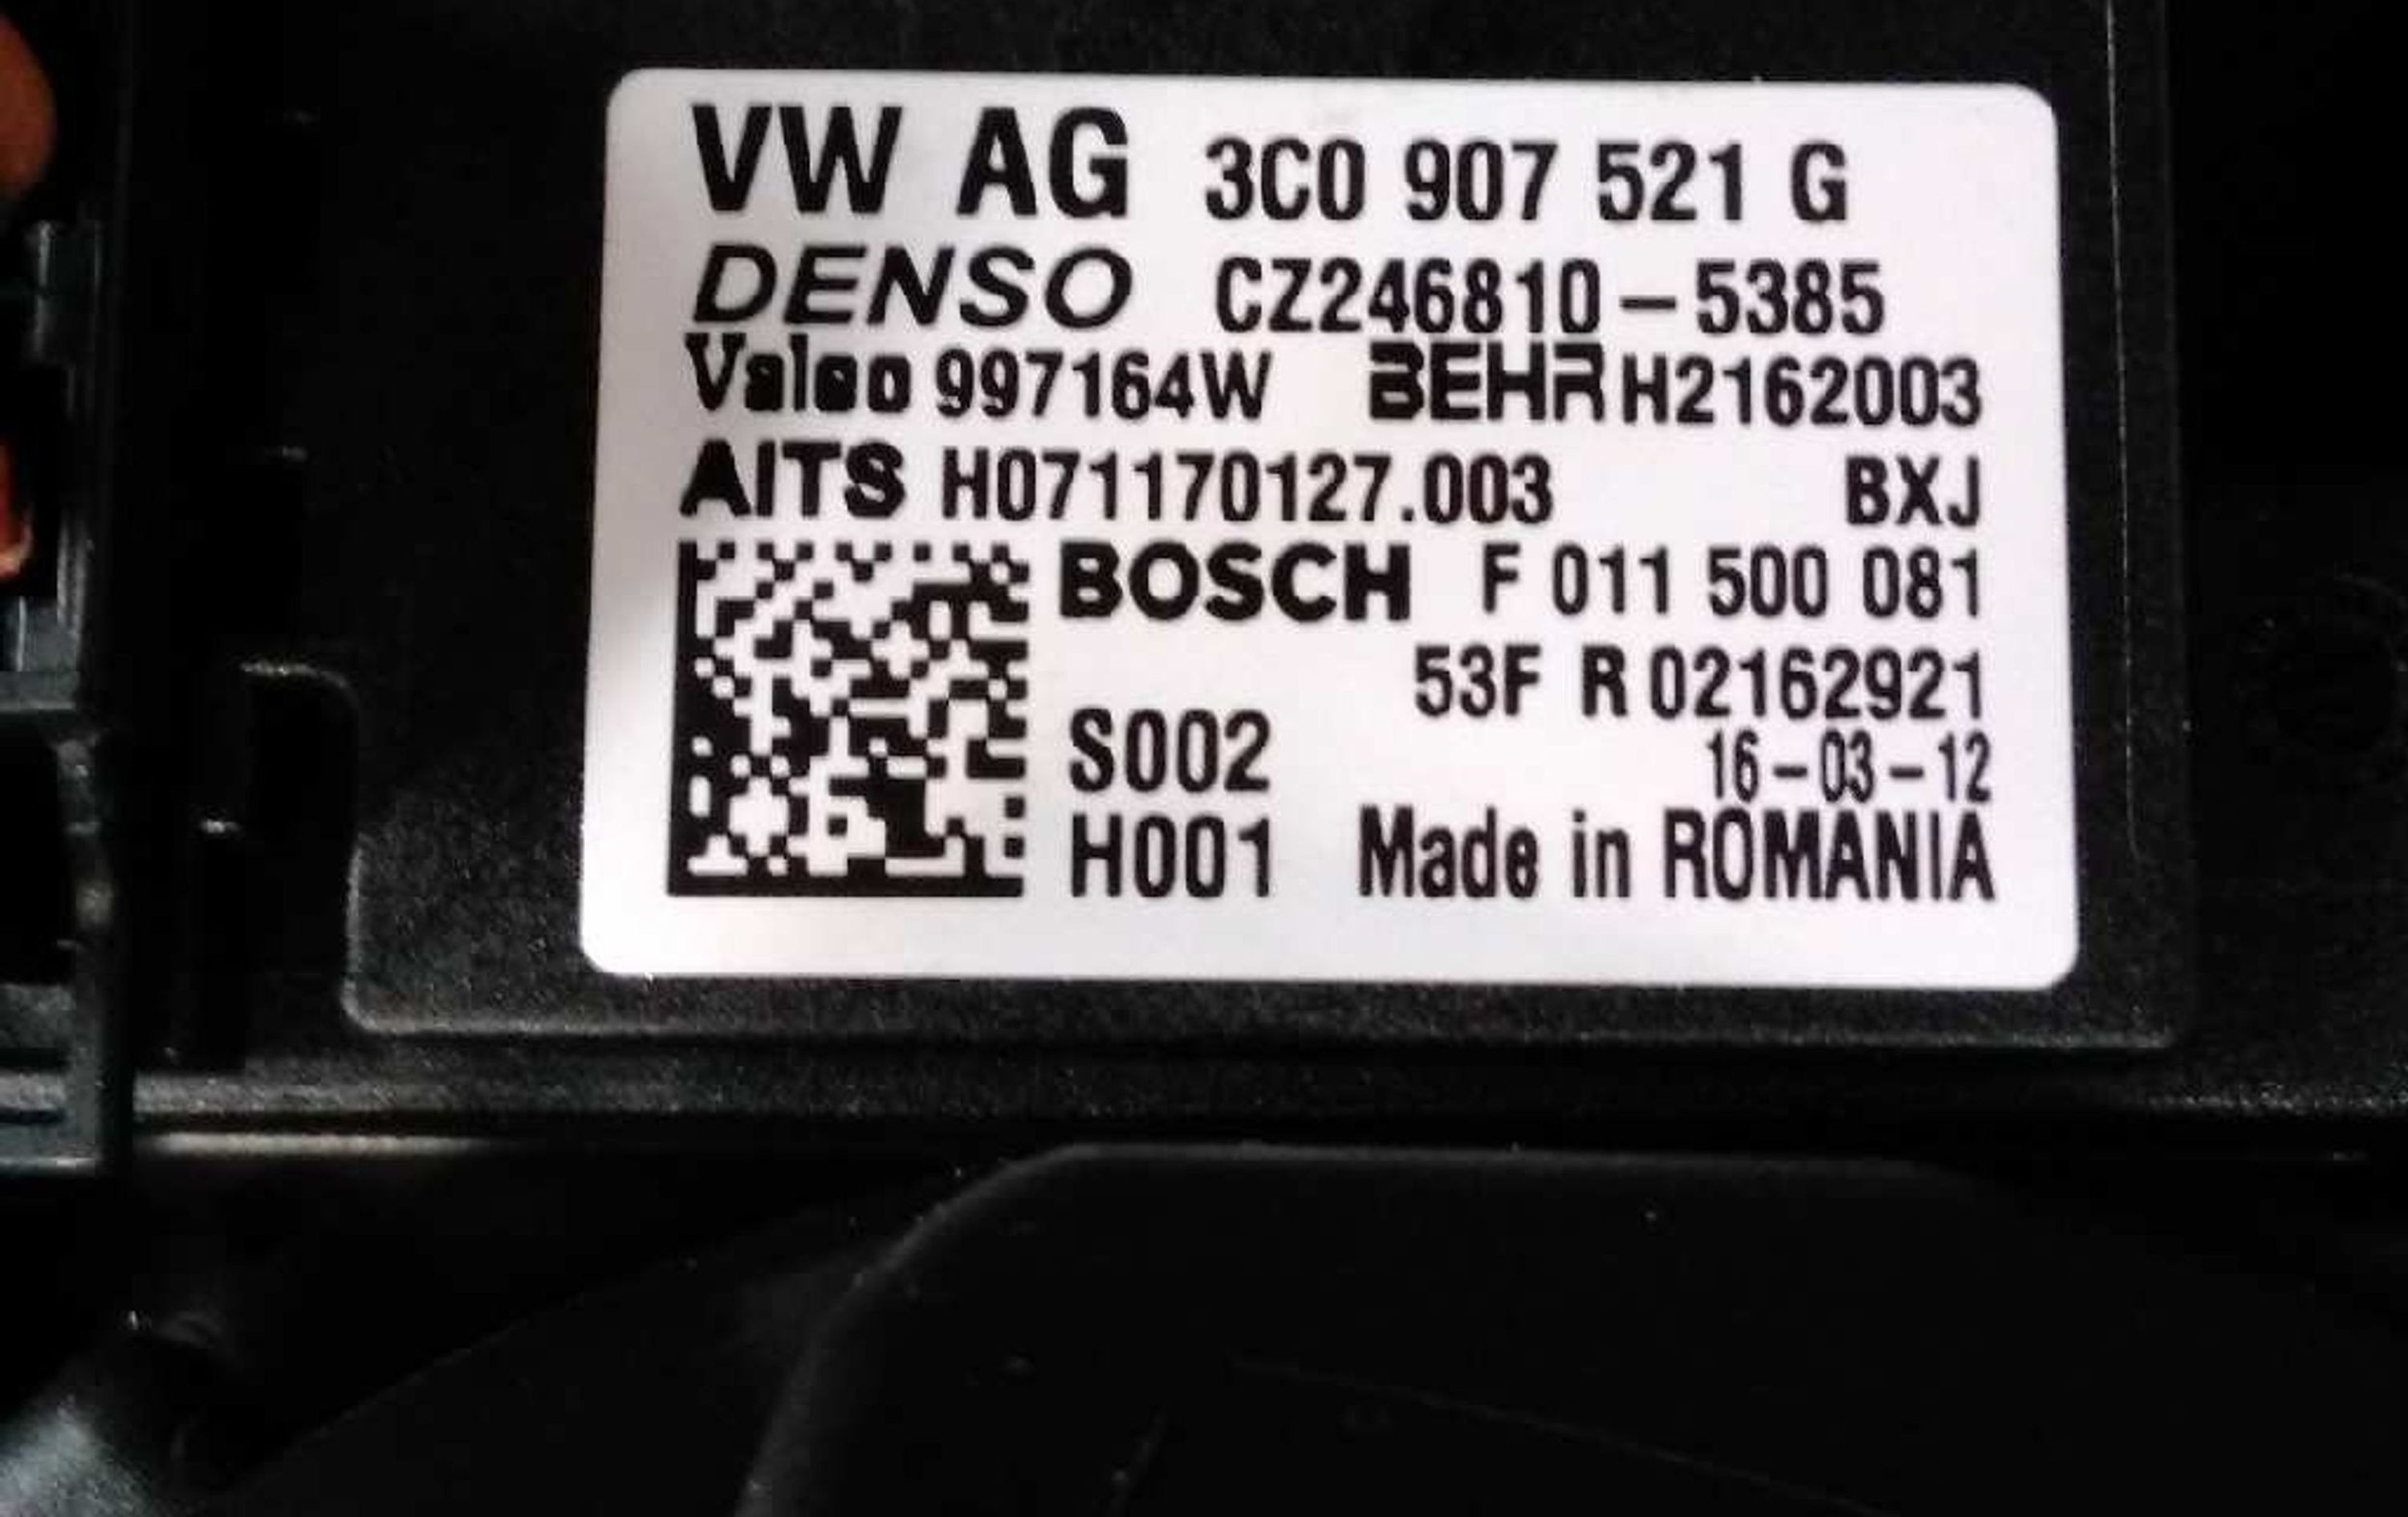 VW AG 3C0 907 521 G
DENSO CZ246810-5385
Valeo 997164W BEHR H2162003
AITS H071170127.003 BXJ
BOSCH F 011 500 081
53F R 02162921
S002
16-03-12
H001 Made in ROMANIA